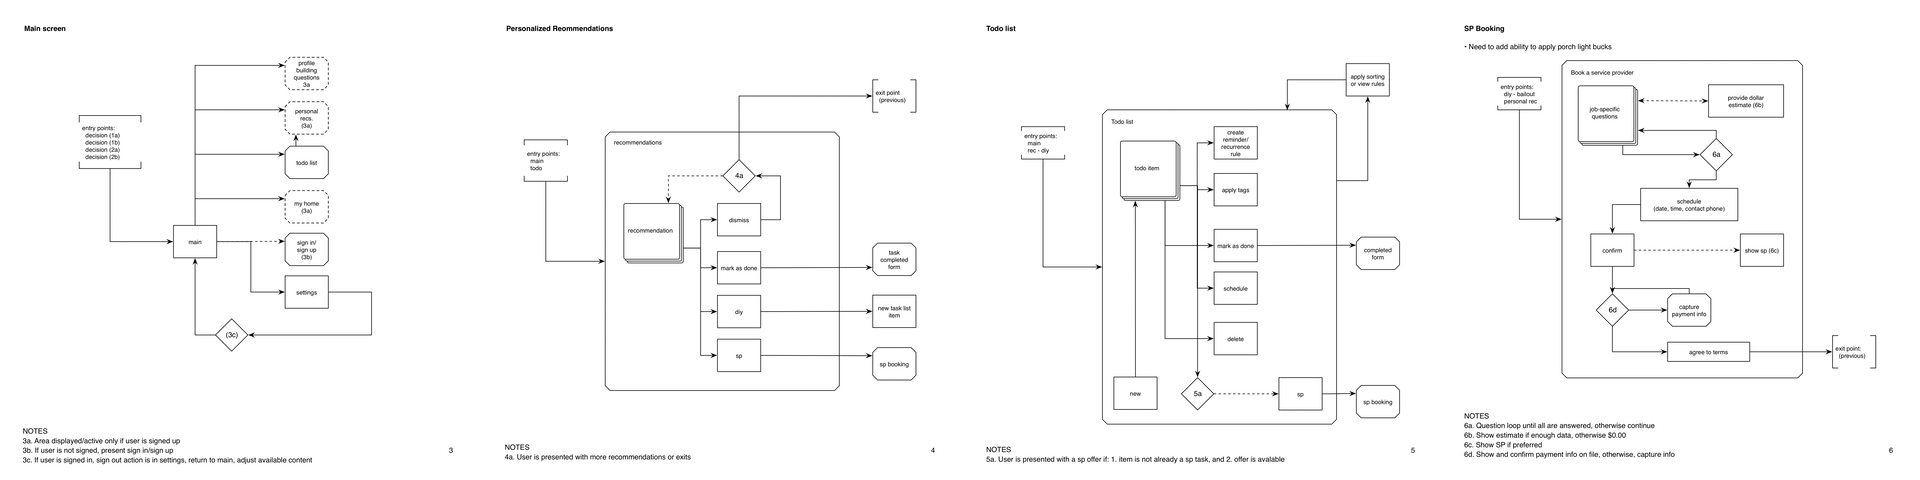 Main screen
profile
building
questions
3a
personal
recs.
(3a)
entry points:
decision (1a)
decision (1b)
decision (2a)
decision (2b)
todo list
my home
(3a)
main
sign in/
sign up
(3b)
settings
(3c)
NOTES
3a. Area displayed/active only if user is signed up
3b. If user is not signed, present sign in/sign up
3c. If user is signed in, sign out action is in settings, return to main, adjust available content
3
Personalized Reommendations
exit point
(previous)
entry points:
main
todo
recommendations
4a
recommendation
dismiss
mark as done
task
completed
form
diy
new task list
item
sp
sp booking
NOTES
4a. User is presented with more recommendations or exits
4
Todo list
apply sorting
or view rules
entry points:
main
rec - diy
Todo list
create
reminder/
recurrence
rule
todo item
apply tags
mark as done
completed
form
schedule
delete
new
5a
sp
sp booking
NOTES
5a. User is presented with a sp offer if: 1. item is not already a sp task, and 2. offer is avalable
5
SP Booking
• Need to add ability to apply porch light bucks
entry points:
diy - bailout
personal rec
Book a service provider
job-specific
questions
provide dollar
estimate (6b)
6a
schedule
(date, time, contact phone)
confirm
show sp (6c)
6d
capture
payment info
agree to terms
exit point:
(previous)
NOTES
6a. Question loop until all are answered, otherwise continue
6b. Show estimate if enough data, otherwise $0.00
6c. Show SP if preferred
6d. Show and confirm payment info on file, otherwise, capture info
6